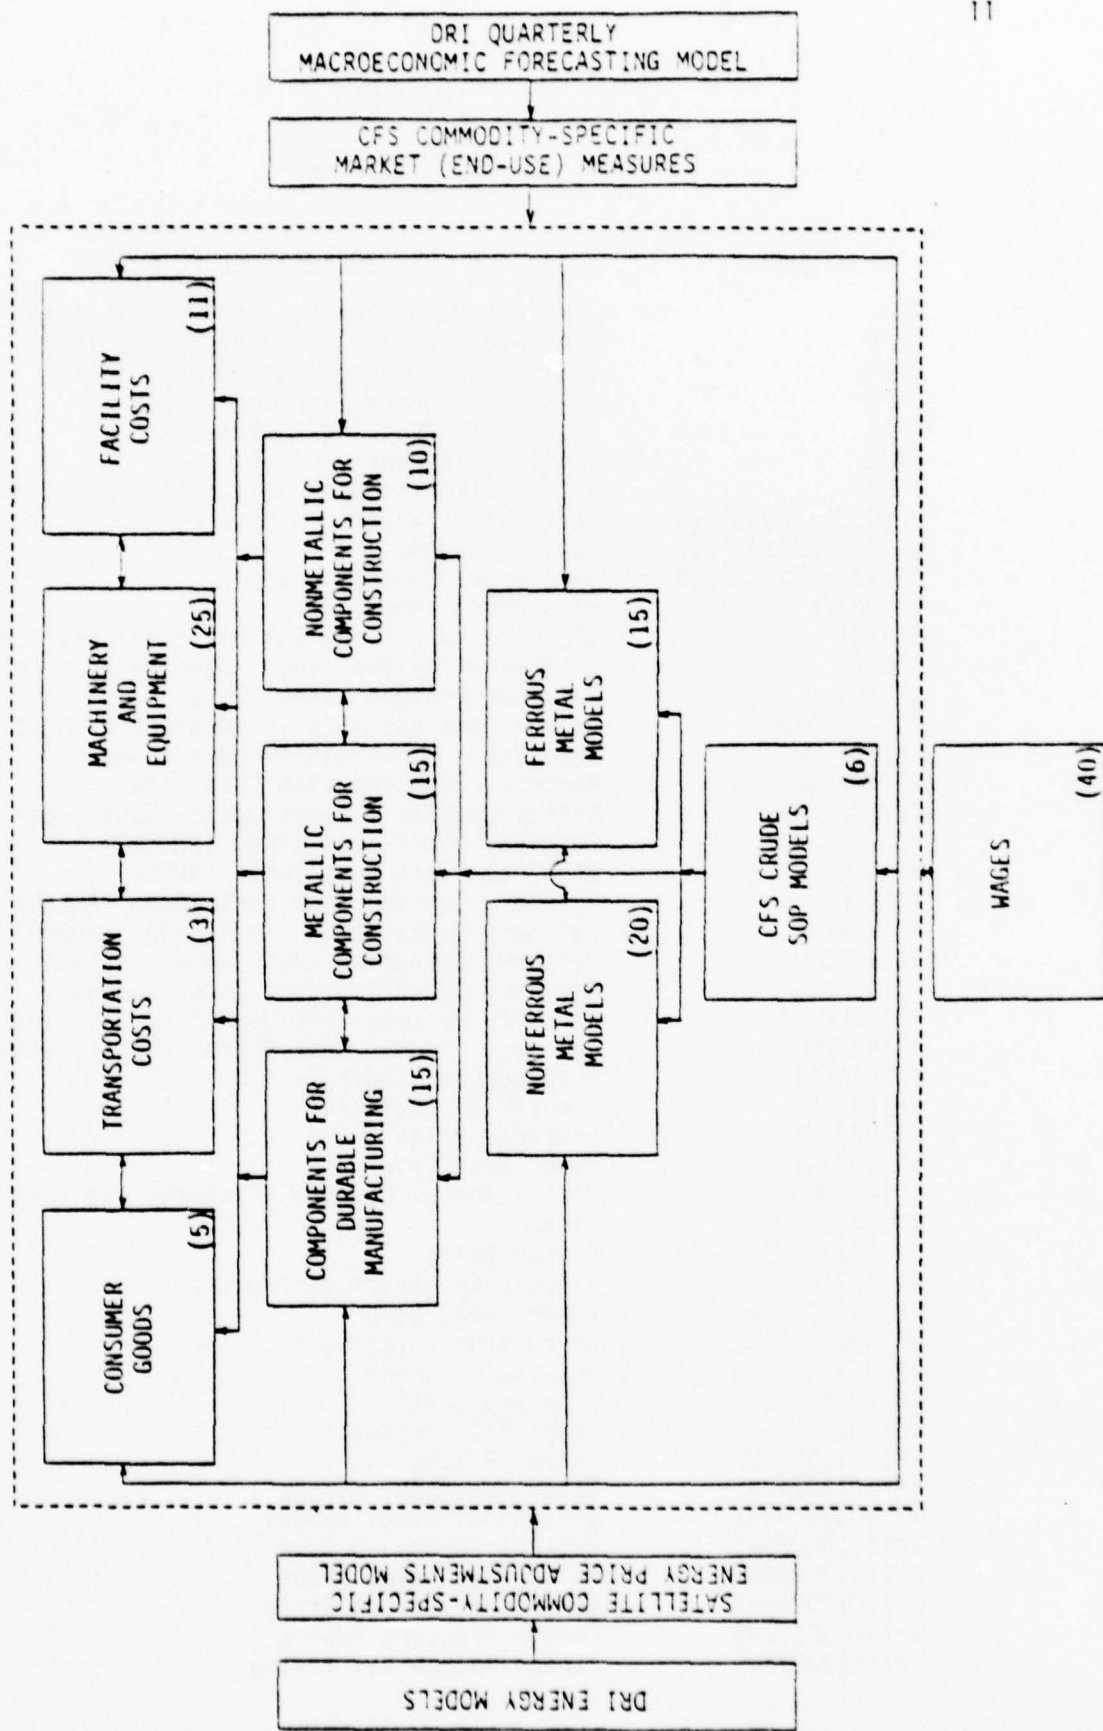 11
DRI QUARTERLY
MACROECONOMIC FORECASTING MODEL
CFS COMMODITY-SPECIFIC
MARKET (END-USE) MEASURES
CONSUMER
GOODS
(5)
TRANSPORTATION
COSTS
(3)
MACHINERY
AND
EQUIPMENT
(25)
FACILITY
COSTS
(11)
COMPONENTS FOR
DURABLE
MANUFACTURING
(15)
METALLIC
COMPONENTS FOR
CONSTRUCTION
(15)
NONMETALLIC
COMPONENTS FOR
CONSTRUCTION
(10)
NONFERROUS
METAL
MODELS
(20)
FERROUS
METAL
MODELS
(15)
CFS CRUDE
SOP MODELS
(6)
WAGES
(40)
SATELLITE COMMODITY-SPECIFIC
ENERGY PRICE ADJUSTMENTS MODEL
DRI ENERGY MODELS